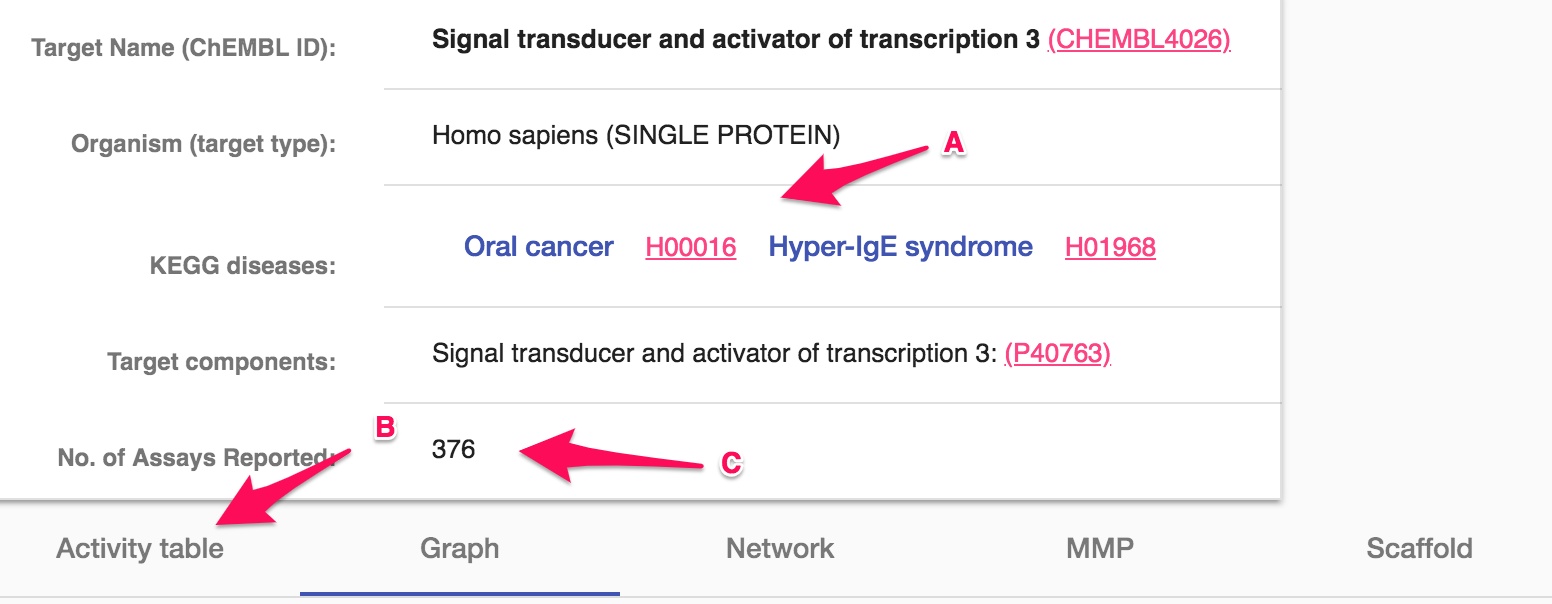 Target Name (ChEMBL ID): Signal transducer and activator of transcription 3 (CHEMBL4026)
Organism (target type): Homo sapiens (SINGLE PROTEIN)
A
KEGG diseases: Oral cancer H00016 Hyper-IgE syndrome H01968
Target components: Signal transducer and activator of transcription 3: (P40763)
B
No. of Assays Reported: 376
C
Activity table Graph Network MMP Scaffold